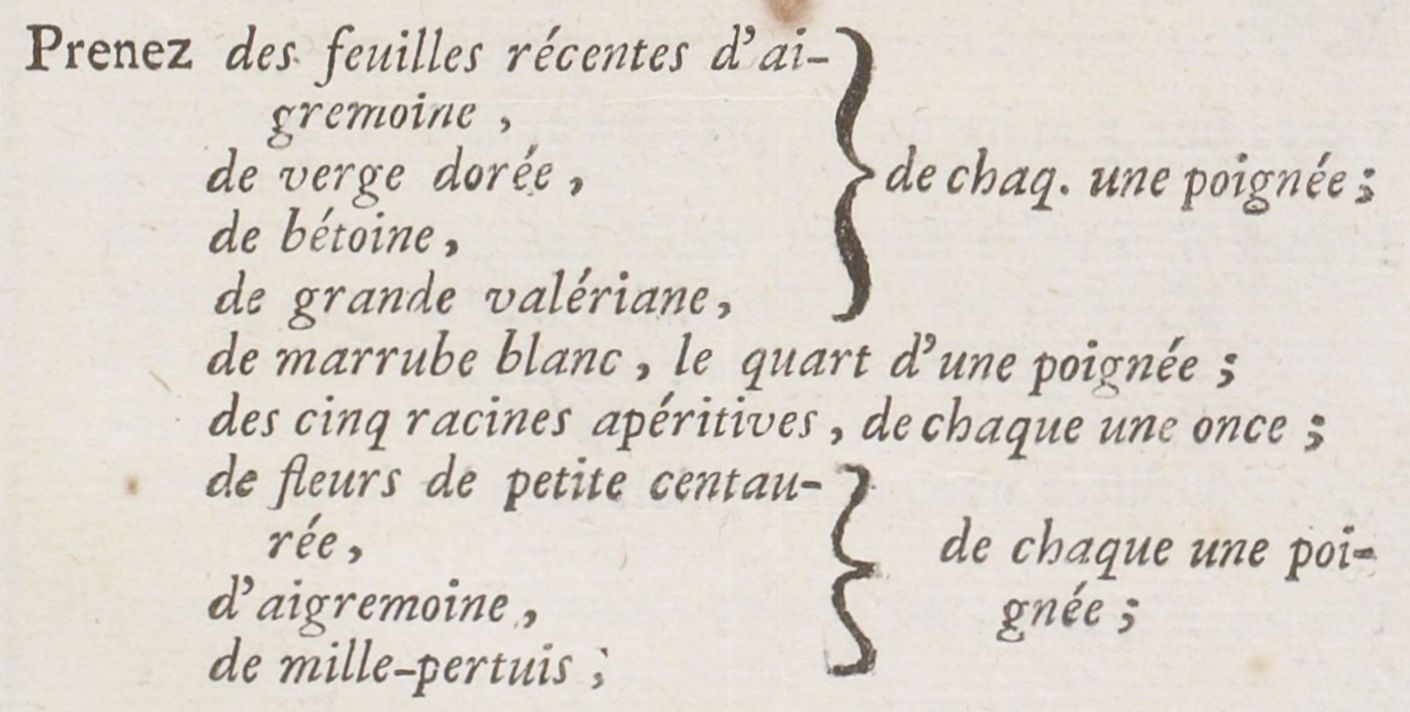 Prenez des feuilles récentes d'ai-
gremoine ,
de verge dorée ,
de bétoine ,
de grande valériane,
de chaq. une poignée ;
de marrube blanc , le quart d'une poignée ;
des cinq racines apéritives , de chaque une once ;
de fleurs de petite centau-
rée ,
d'aigremoine ,
de mille-pertuis ;
de chaque une poi-
gnée ;